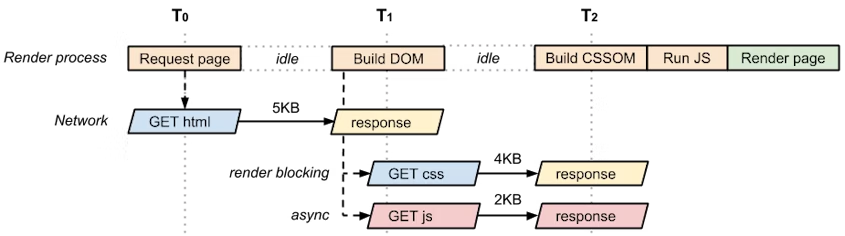 T0 T1 T2
Render process Request page idle Build DOM idle Build CSSOM Run JS Render page
Network GET html 5KB response
render blocking GET css 4KB response
async GET js 2KB response